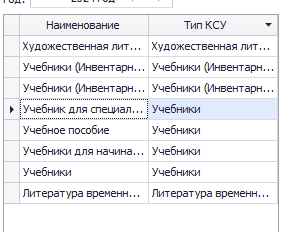 Наименование Тип КСУ
Художественная лит... Художественная лит...
Учебники (Инвентарн... Учебники (Инвентарн...
Учебники (Инвентарн... Учебники (Инвентарн...
Учебник для специал... Учебники
Учебное пособие Учебники
Учебники для начина... Учебники
Учебники Учебники
Литература временн... Литература временн...